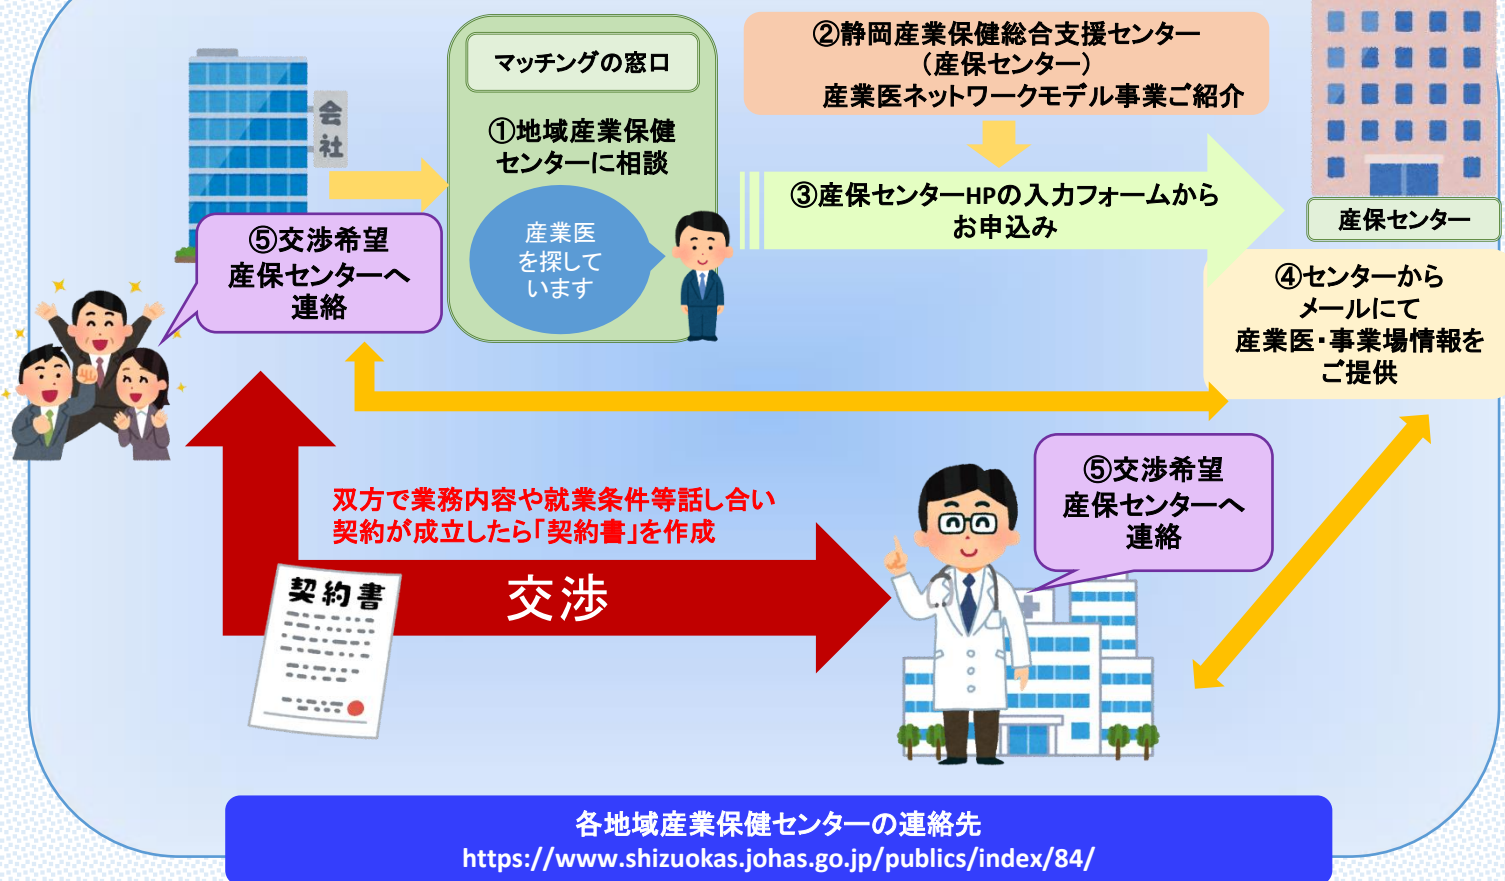 会社
マッチングの窓口
①地域産業保健
センターに相談
産業医
を探して
います
②静岡産業保健総合支援センター
（産保センター）
産業医ネットワークモデル事業ご紹介
③産保センターHPの入力フォームから
お申込み
産保センター
④センターから
メールにて
産業医・事業場情報を
ご提供
⑤交渉希望
産保センターへ
連絡
双方で業務内容や就業条件等話し合い
契約が成立したら「契約書」を作成
交渉
契約書
⑤交渉希望
産保センターへ
連絡
各地域産業保健センターの連絡先
https://www.shizuokas.johas.go.jp/publics/index/84/